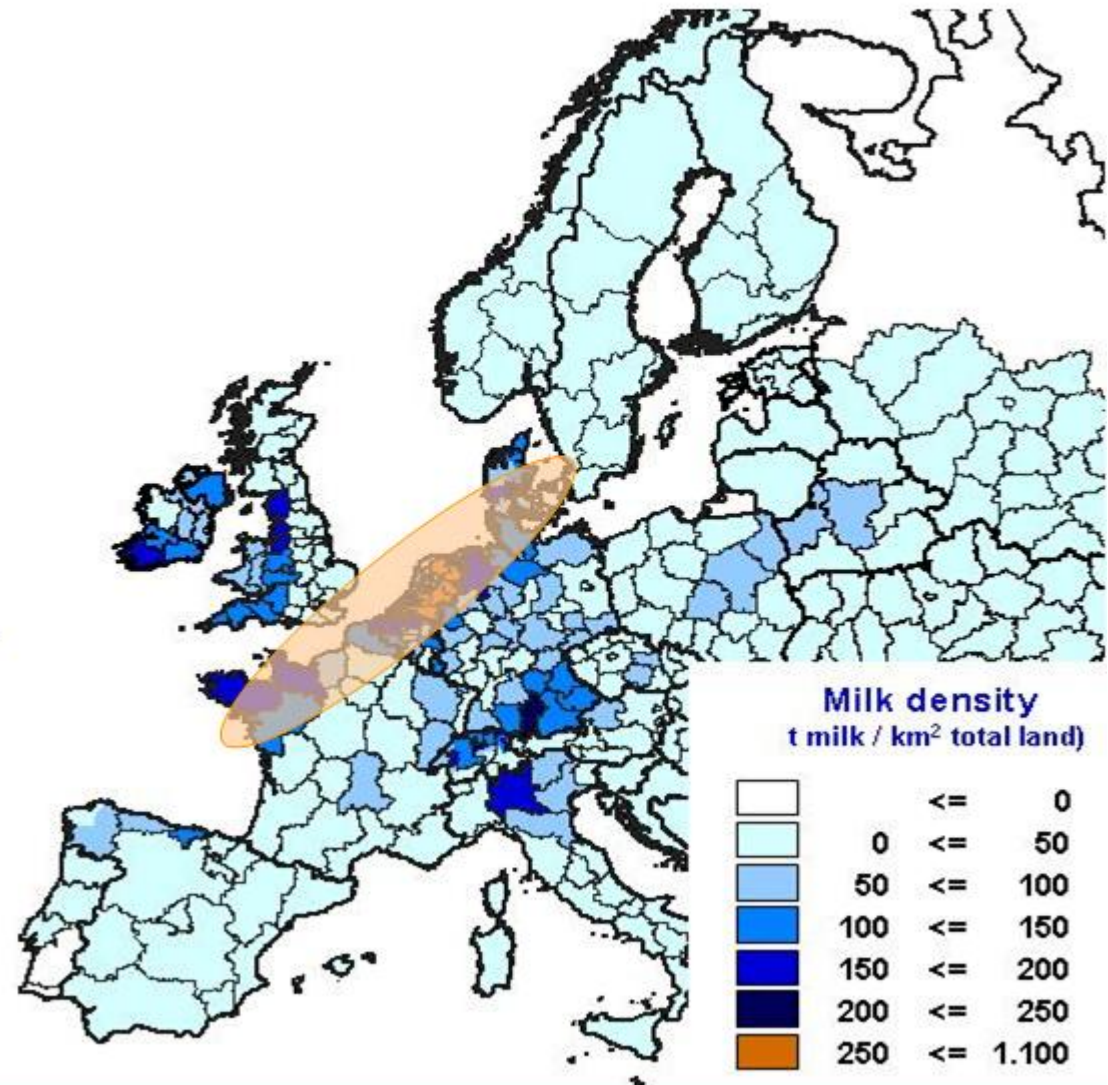 Milk density
t milk / km² total land)
<= 0
0 <= 50
50 <= 100
100 <= 150
150 <= 200
200 <= 250
250 <= 1.100